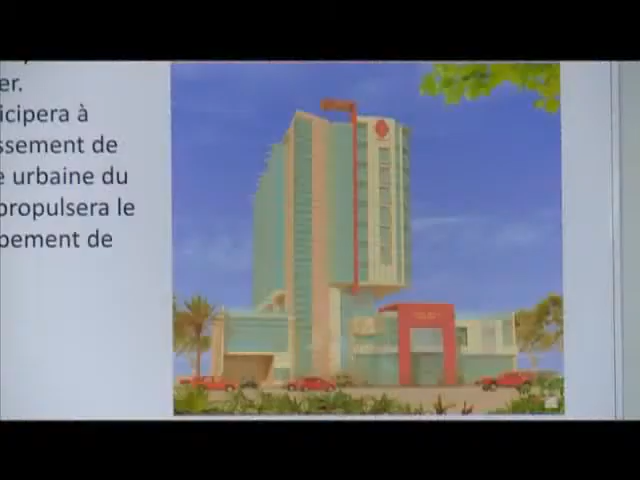 er.
icipera à
ssement de
e urbaine du
propulsera le
pement de